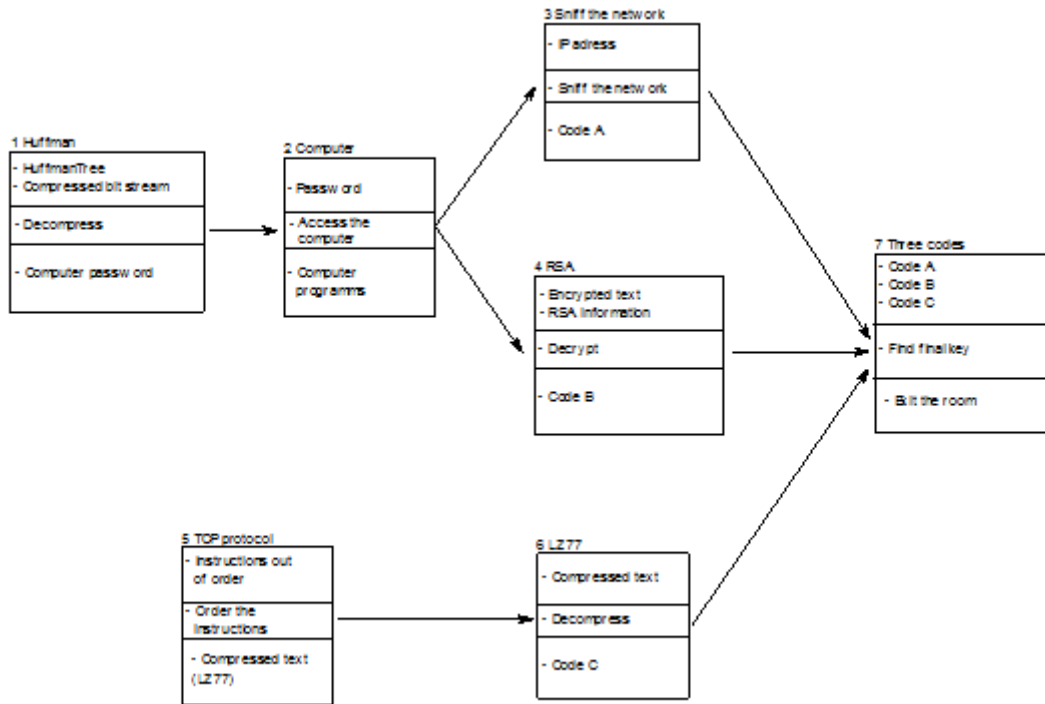 1 Huffman
- HuffmanTree
- Compressed bit stream
- Decompress
- Computer password
2 Computer
- Password
- Access the
computer
- Computer
programms
3 Sniff the network
- IP adress
- Sniff the network
- Code A
4 RSA
- Encrypted text
- RSA Information
- Decrypt
- Code B
5 TCP protocol
- Instructions out
of order
- Order the
Instructions
- Compressed text
(LZ77)
6 LZ77
- Compressed text
- Decompress
- Code C
7 Three codes
- Code A
- Code B
- Code C
- Find final key
- Exit the room